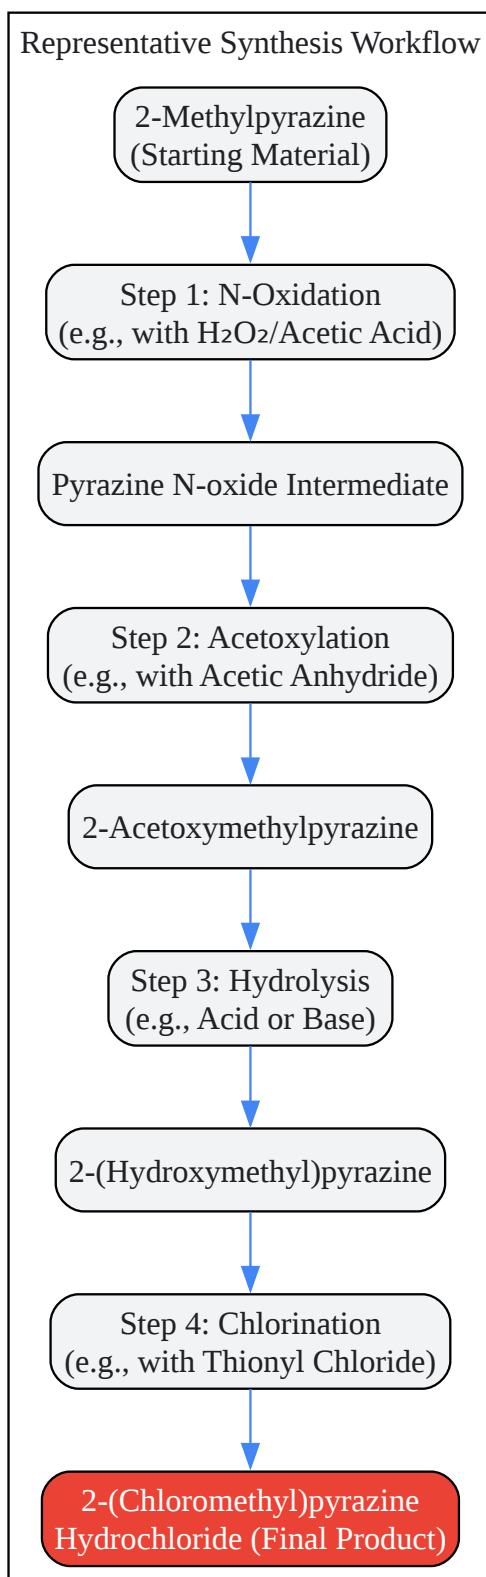 Representative Synthesis Workflow
2-Methylpyrazine
(Starting Material)
Step 1: N-Oxidation
(e.g., with H₂O₂/Acetic Acid)
Pyrazine N-oxide Intermediate
Step 2: Acetoxylation
(e.g., with Acetic Anhydride)
2-Acetoxymethylpyrazine
Step 3: Hydrolysis
(e.g., Acid or Base)
2-(Hydroxymethyl)pyrazine
Step 4: Chlorination
(e.g., with Thionyl Chloride)
2-(Chloromethyl)pyrazine
Hydrochloride (Final Product)